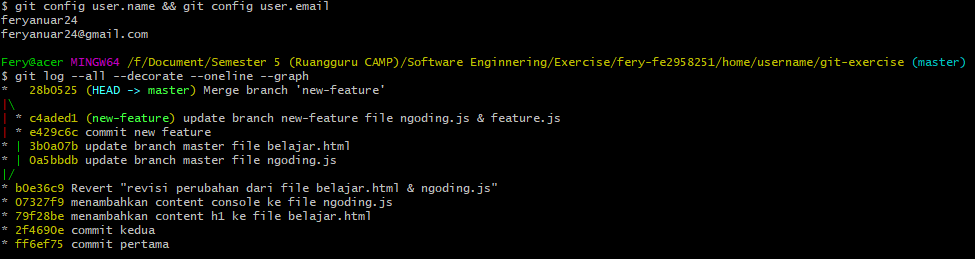 $ git config user.name && git config user.email
feryanuar24
feryanuar24@gmail.com
Fery@acer MINGW64 /f/Document/Semester 5 (Ruangguru CAMP)/Software Enginnering/Exercise/fery-fe2958251/home/username/git-exercise (master)
$ git log --all --decorate --oneline --graph
*   28b0525 (HEAD -> master) Merge branch 'new-feature'
|\
| * c4aded1 (new-feature) update branch new-feature file ngoding.js & feature.js
| * e429c6c commit new feature
* | 3b0a07b update branch master file belajar.html
* | 0a5bbdb update branch master file ngoding.js
|/
* b0e36c9 Revert "revisi perubahan dari file belajar.html & ngoding.js"
* 07327f9 menambahkan content console ke file ngoding.js
* 79f28be menambahkan content h1 ke file belajar.html
* 2f4690e commit kedua
* ff6ef75 commit pertama